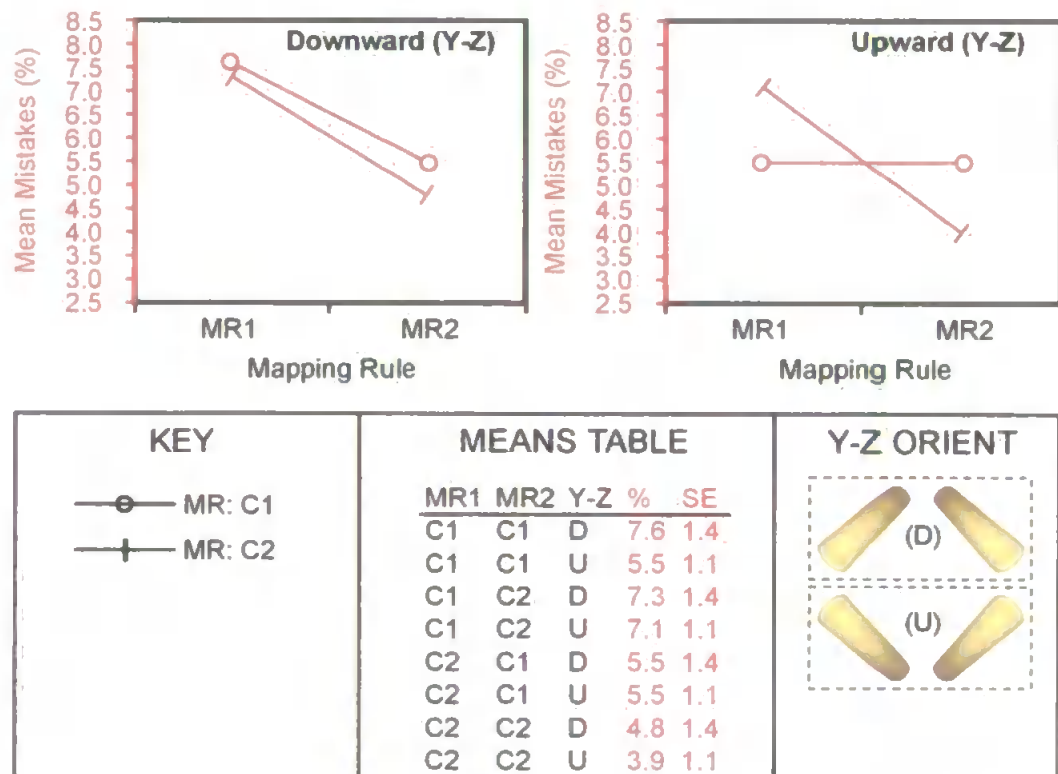 Downward (Y-Z)
Mean Mistakes (%)
8.5
8.0
7.5
7.0
6.5
6.0
5.5
5.0
4.5
4.0
3.5
3.0
2.5
MR1 MR2
Mapping Rule
Upward (Y-Z)
Mean Mistakes (%)
8.5
8.0
7.5
7.0
6.5
6.0
5.5
5.0
4.5
4.0
3.5
3.0
2.5
MR1 MR2
Mapping Rule
KEY
MR: C1
MR: C2
MEANS TABLE
MR1 MR2 Y-Z % SE
C1 C1 D 7.6 1.4
C1 C1 U 5.5 1.1
C1 C2 D 7.3 1.4
C1 C2 U 7.1 1.1
C2 C1 D 5.5 1.4
C2 C1 U 5.5 1.1
C2 C2 D 4.8 1.4
C2 C2 U 3.9 1.1
Y-Z ORIENT
(D)
(U)